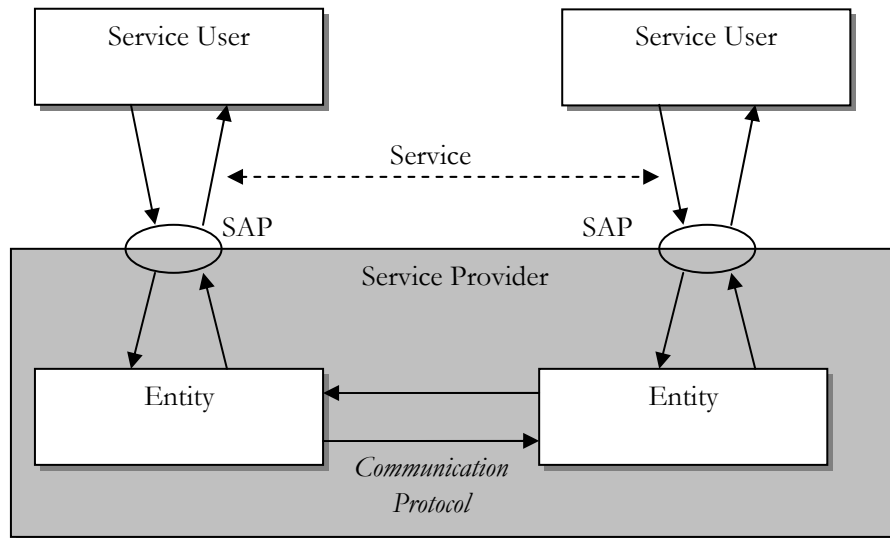 Service User
Service User
Service
SAP
SAP
Service Provider
Entity
Entity
Communication
Protocol